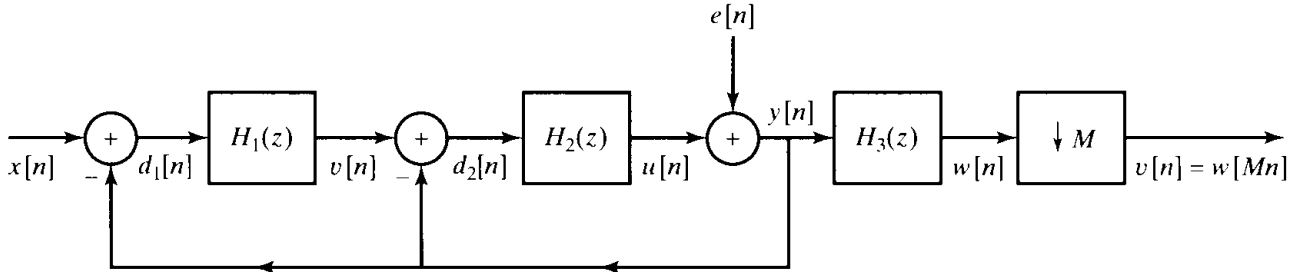 e[n]
y[n]
+
H₁(z)
+
H₂(z)
+
H₃(z)
↓ M
x[n]
−
d₁[n]
v[n]
−
d₂[n]
u[n]
w[n]
v[n] = w[Mn]